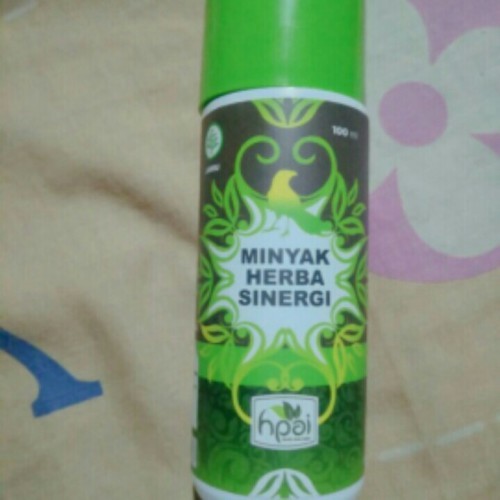 100 ml
MINYAK
HERBA
SINERGI
hpai